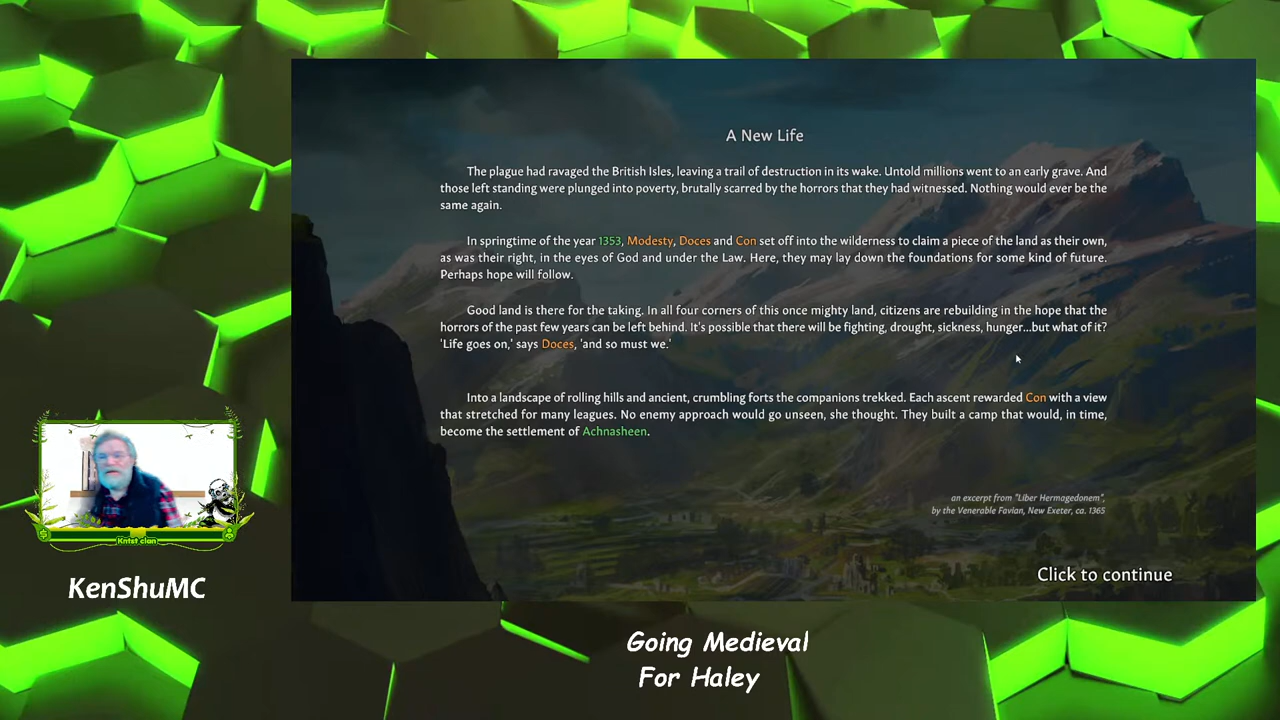 A New Life
The plague had ravaged the British Isles, leaving a trail of destruction in its wake. Untold millions went to an early grave. And
those left standing were plunged into poverty, brutally scarred by the horrors that they had witnessed. Nothing would ever be the
same again.
In springtime of the year 1353, Modesty, Doces and Con set off into the wilderness to claim a piece of the land as their own,
as was their right, in the eyes of God and under the Law. Here, they may lay down the foundations for some kind of future.
Perhaps hope will follow.
Good land is there for the taking. In all four corners of this once mighty land, citizens are rebuilding in the hope that the
horrors of the past few years can be left behind. It's possible that there will be fighting, drought, sickness, hunger...but what of it?
'Life goes on,' says Doces, 'and so must we.'
Into a landscape of rolling hills and ancient, crumbling forts the companions trekked. Each ascent rewarded Con with a view
that stretched for many leagues. No enemy approach would go unseen, she thought. They built a camp that would, in time,
become the settlement of Achnasheen.
an excerpt from "Liber Hermagedonem",
by the Venerable Favian, New Exeter, ca. 1365
Click to continue
Kntst clan
KenShuMC
Going Medieval
For Haley